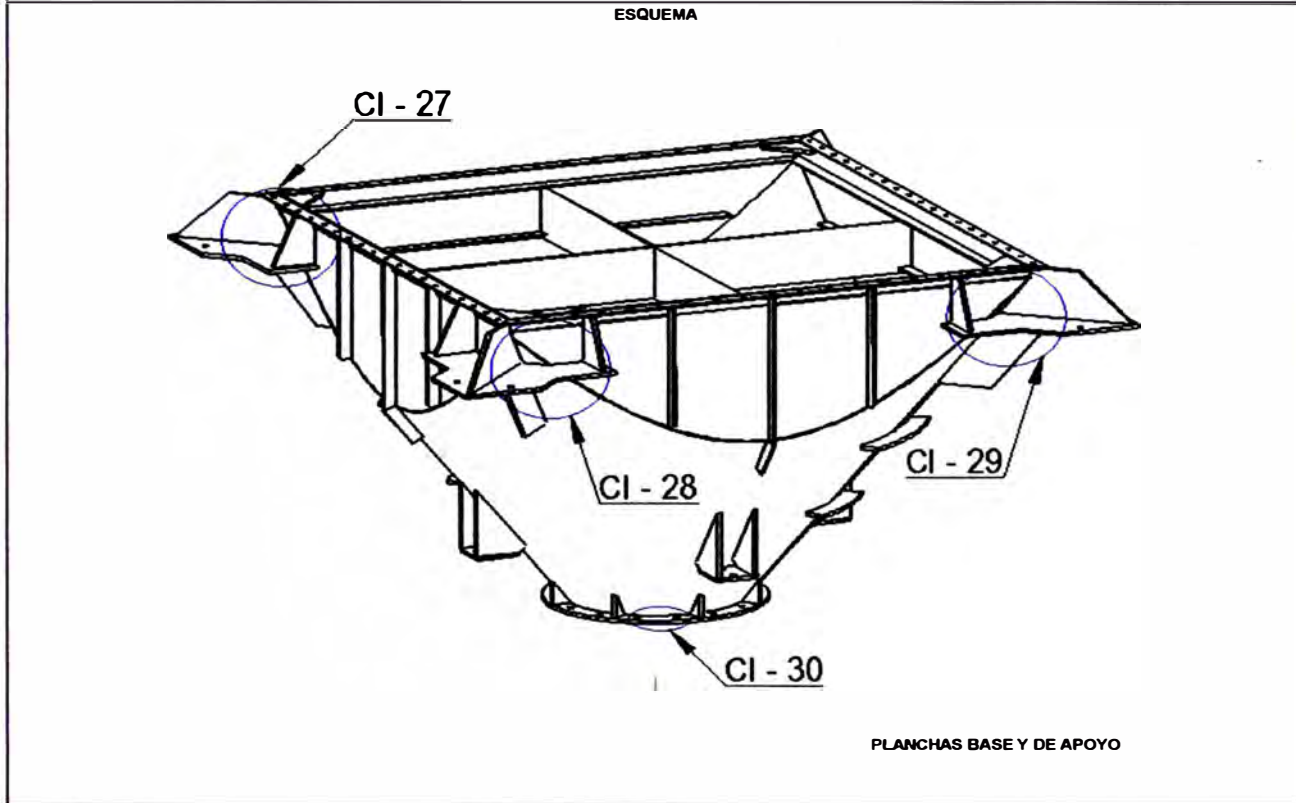 ESQUEMA
CI - 27
CI - 29
CI - 28
CI - 30
PLANCHAS BASE Y DE APOYO